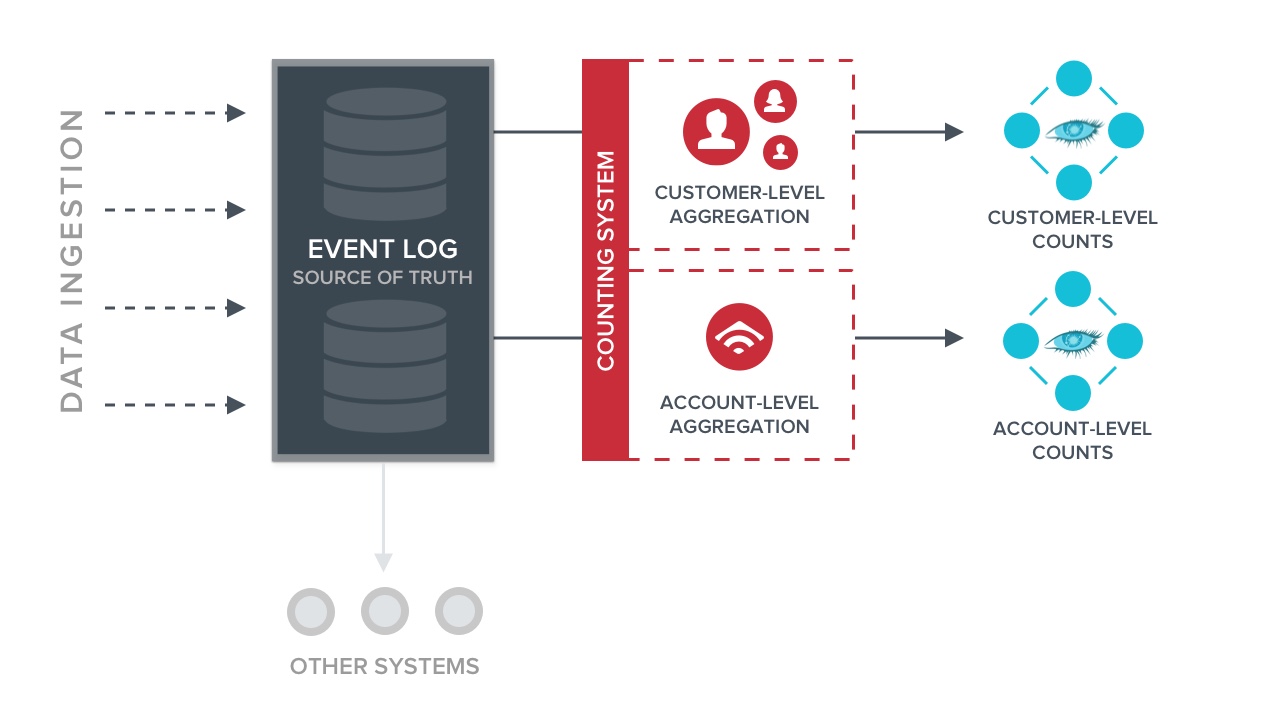 DATA INGESTION
EVENT LOG
SOURCE OF TRUTH
COUNTING SYSTEM
CUSTOMER-LEVEL
AGGREGATION
ACCOUNT-LEVEL
AGGREGATION
CUSTOMER-LEVEL
COUNTS
ACCOUNT-LEVEL
COUNTS
OTHER SYSTEMS